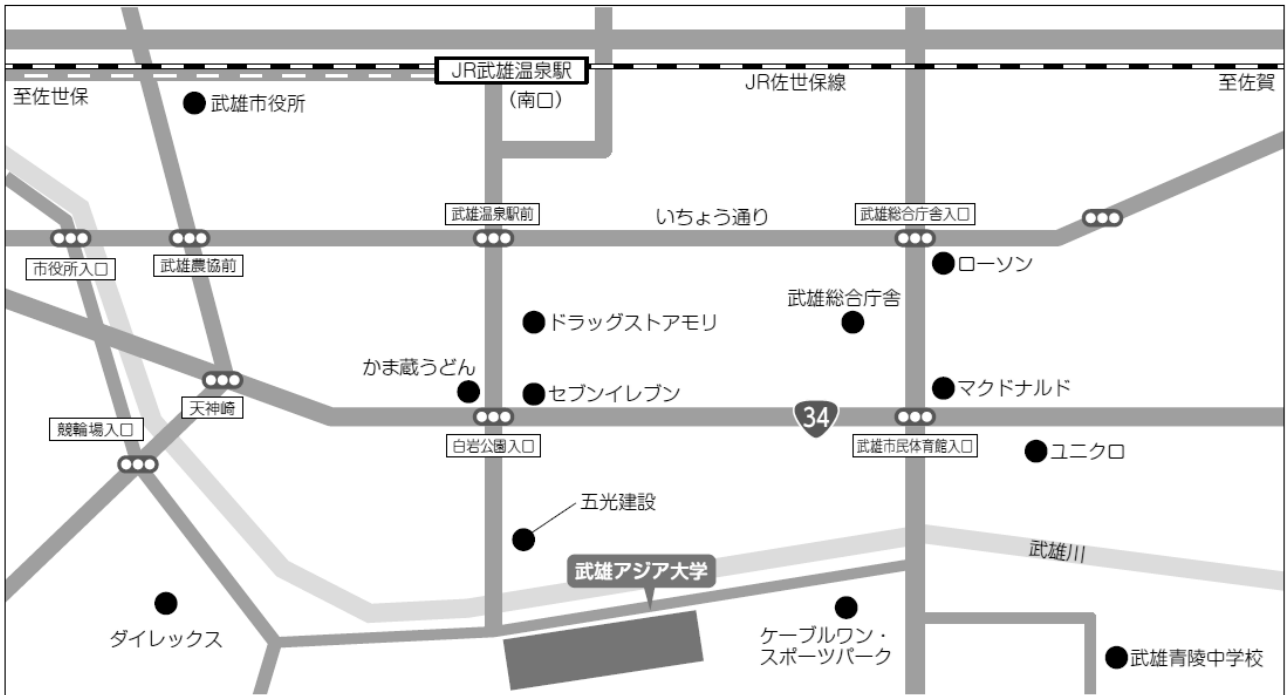 JR武雄温泉駅
(南口)
JR佐世保線
至佐世保
至佐賀
武雄市役所
武雄温泉駅前
いちょう通り
武雄総合庁舎入口
市役所入口
武雄農協前
ローソン
武雄総合庁舎
ドラッグストアモリ
かま蔵うどん
セブンイレブン
マクドナルド
天神崎
34
競輪場入口
白岩公園入口
武雄市民体育館入口
ユニクロ
五光建設
武雄川
武雄アジア大学
ダイレックス
ケーブルワン・
スポーツパーク
武雄青陵中学校